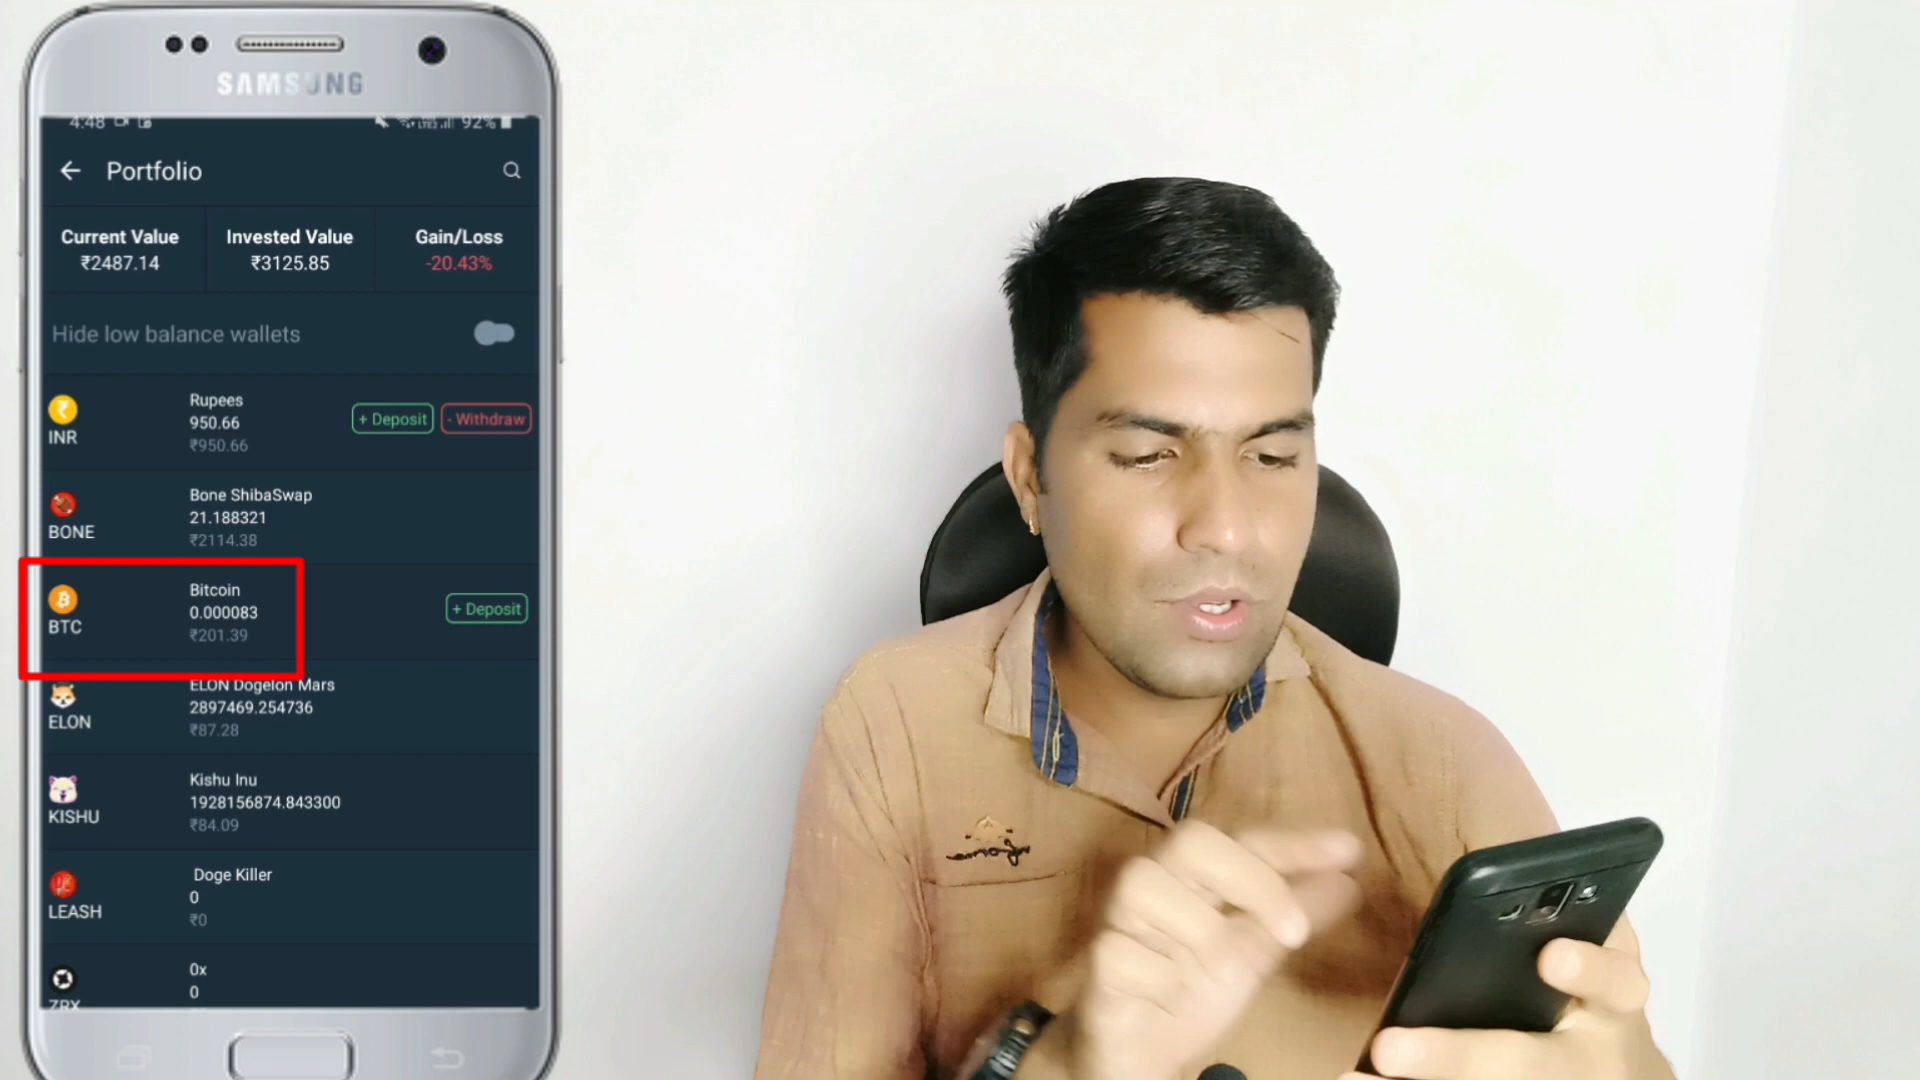 SAMSUNG
4:48
92%
Portfolio
Current Value
₹2487.14
Invested Value
₹3125.85
Gain/Loss
-20.43%
Hide low balance wallets
INR
Rupees
950.66
₹950.66
+ Deposit
- Withdraw
BONE
Bone ShibaSwap
21.188321
₹2114.38
BTC
Bitcoin
0.000083
₹201.39
+ Deposit
ELON
ELON Dogelon Mars
2897469.254736
₹87.28
KISHU
Kishu Inu
1928156874.843300
₹84.09
LEASH
Doge Killer
0
₹0
ZRX
0x
0